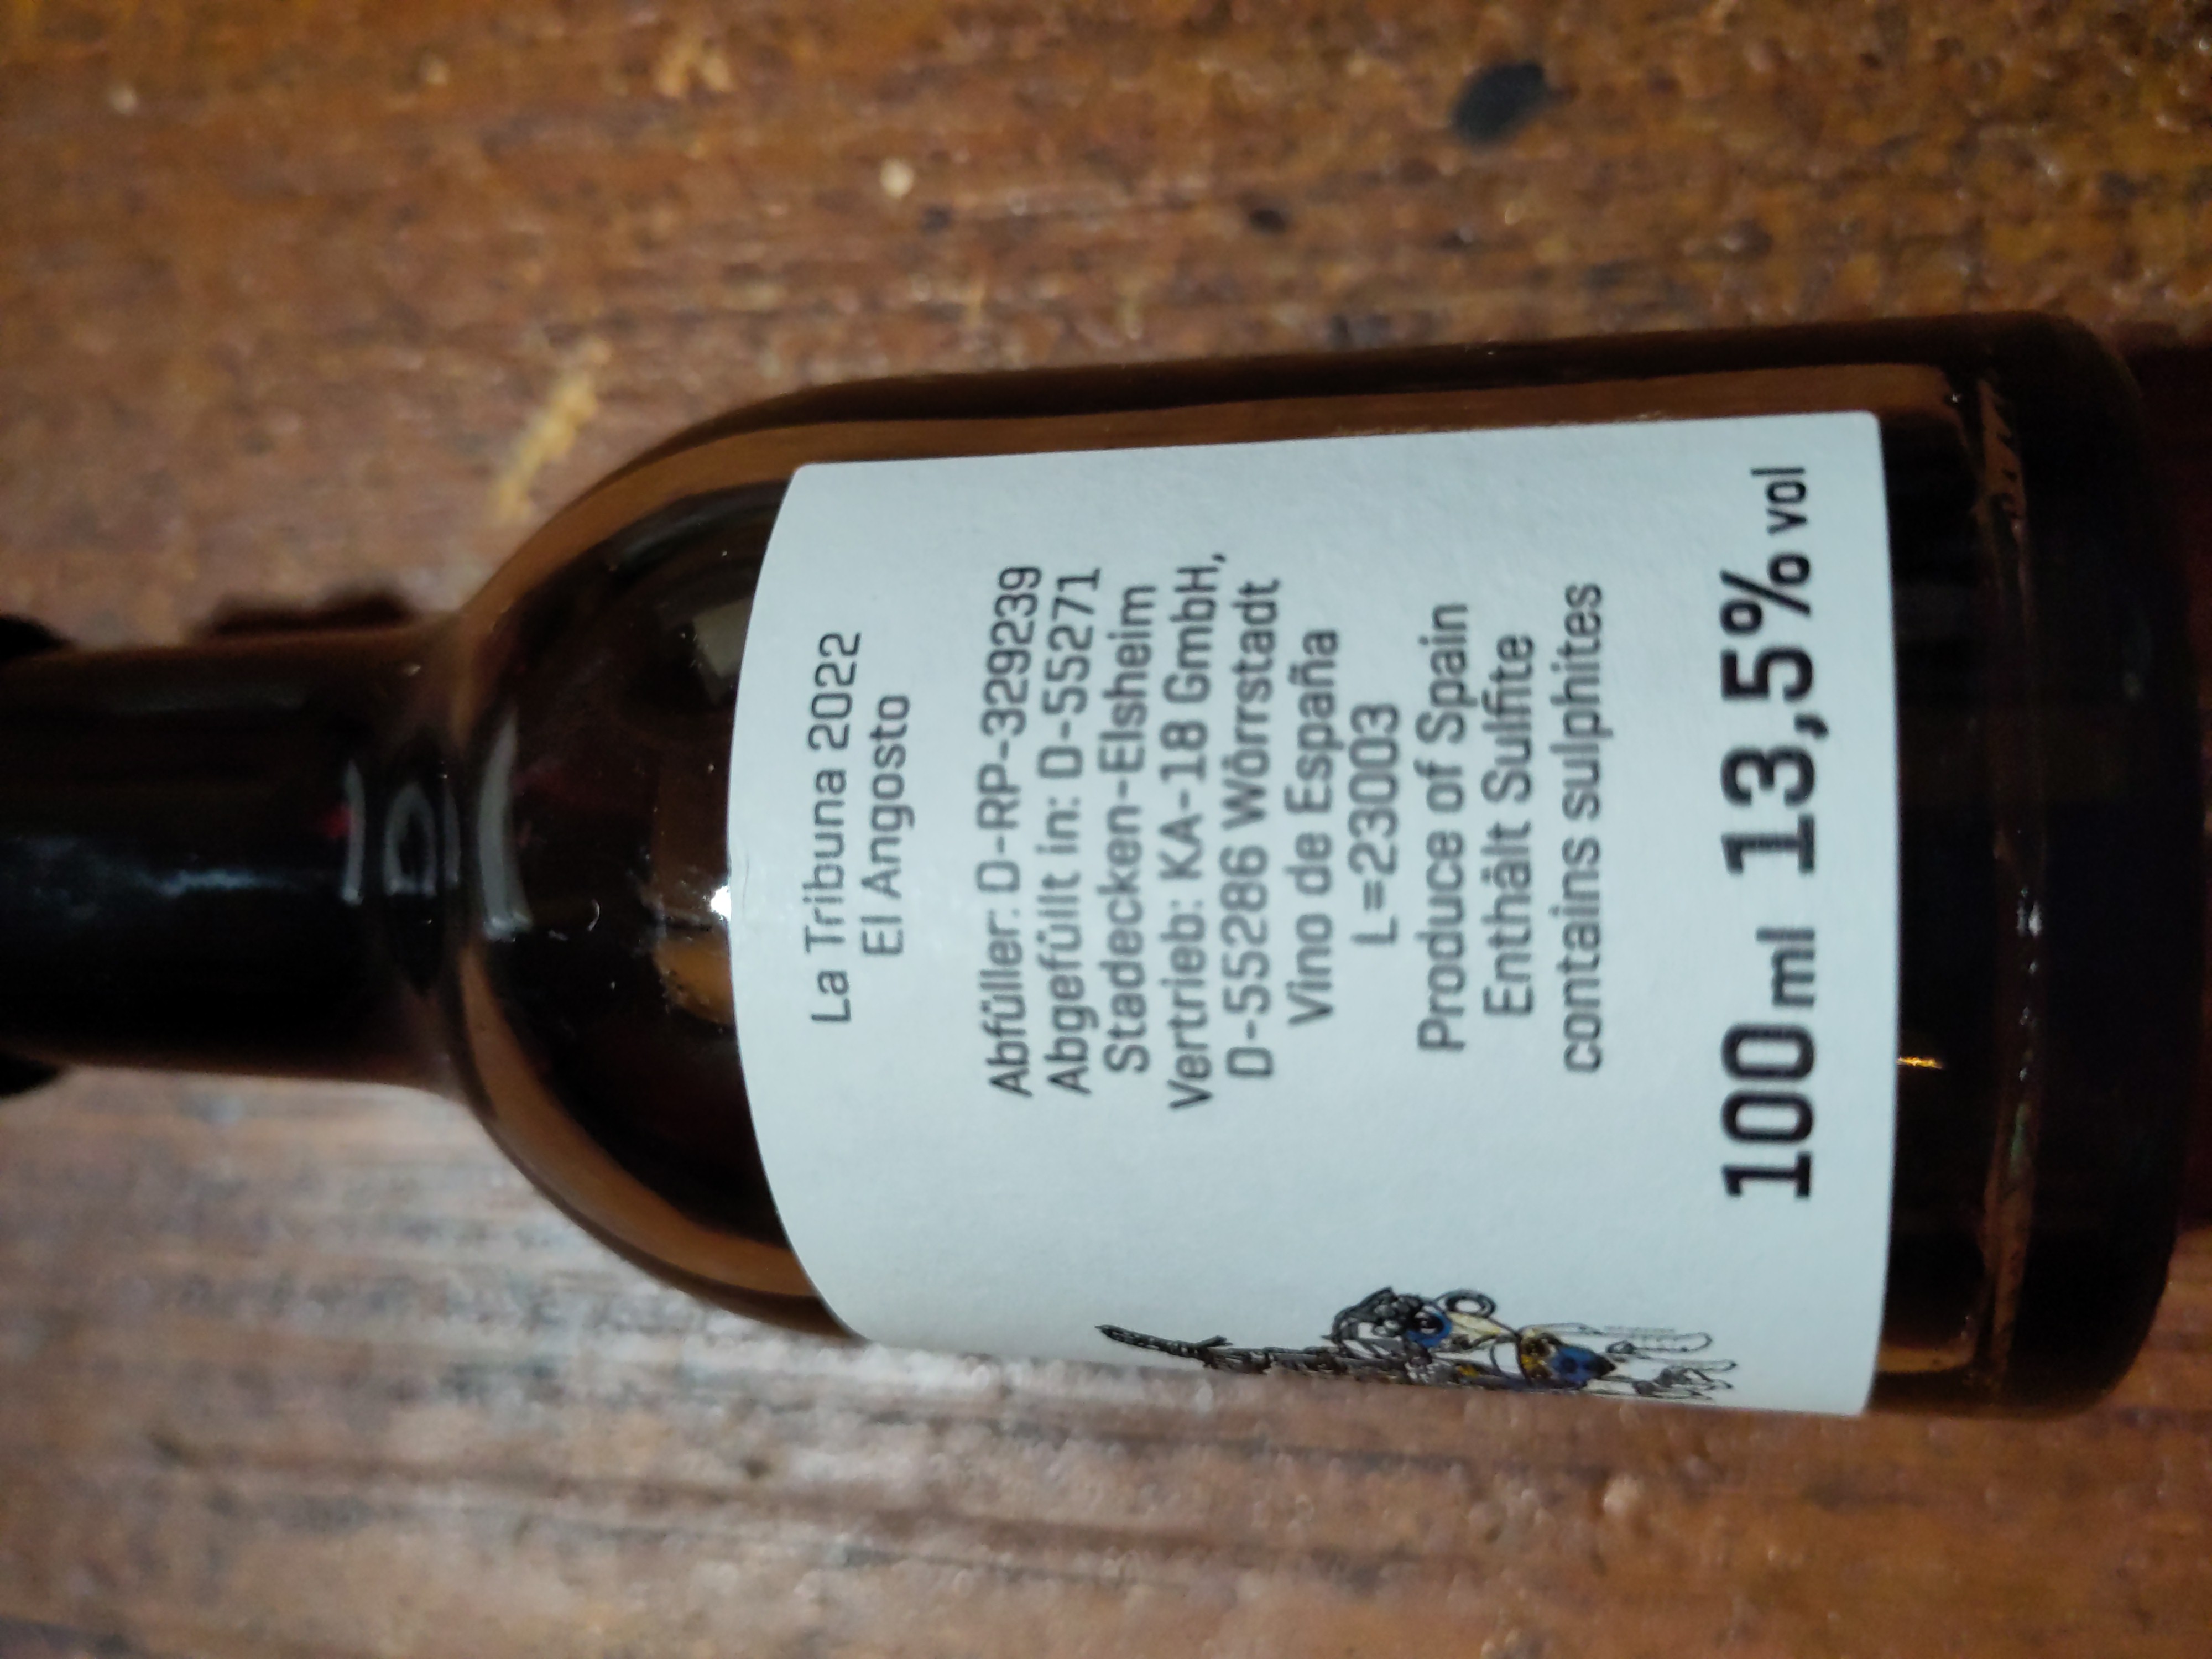 La Tribuna 2022
El Angosto
Abfüller: D-RP-329239
Abgefüllt in: D-55271
Stadecken-Elsheim
Vertrieb: KA-18 GmbH,
D-55286 Wörrstadt
Vino de España
L=23003
Produce of Spain
Enthält Sulfite
contains sulphites
100 ml 13,5% vol